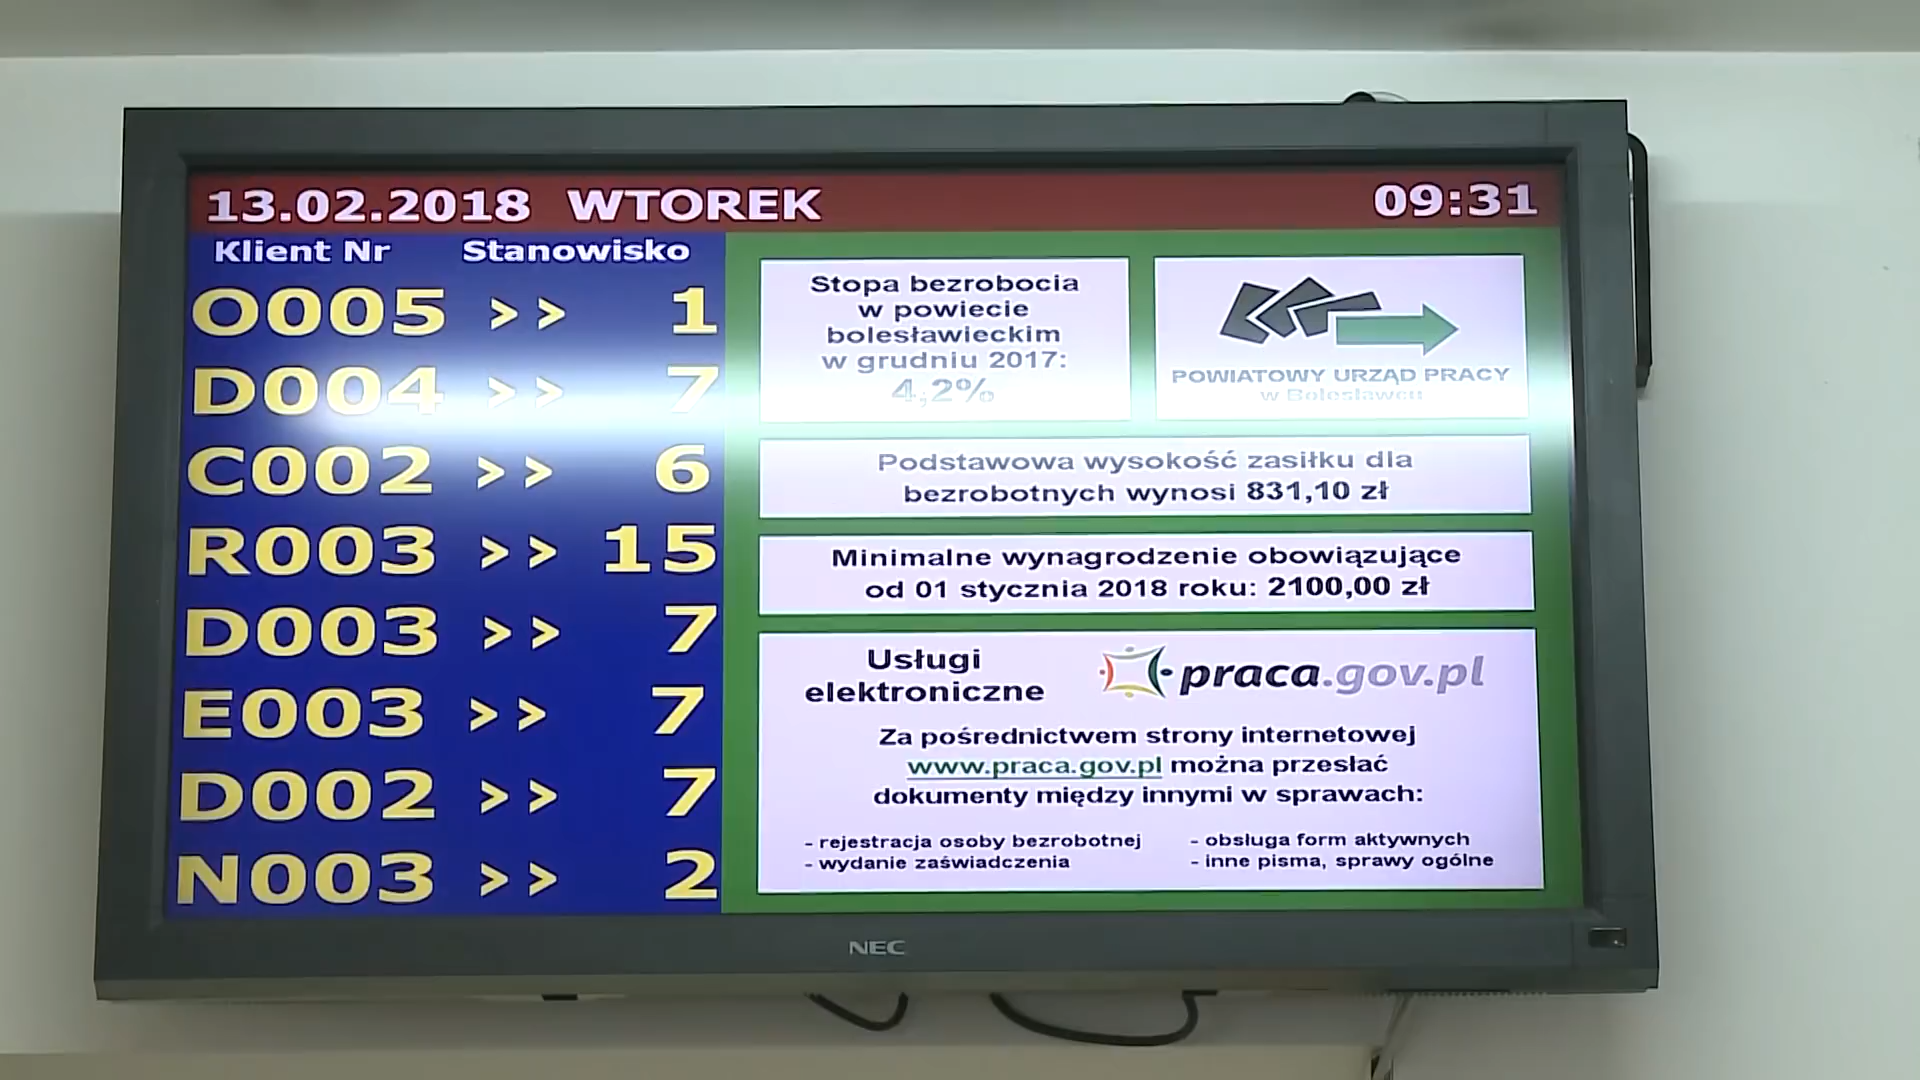 13.02.2018 WTOREK 09:31
Klient Nr Stanowisko
O005 >> 1
D004 >> 7
C002 >> 6
R003 >> 15
D003 >> 7
E003 >> 7
D002 >> 7
N003 >> 2
Stopa bezrobocia
w powiecie
bolesławieckim
w grudniu 2017:
4,2%
POWIATOWY URZĄD PRACY
w Bolesławcu
Podstawowa wysokość zasiłku dla
bezrobotnych wynosi 831,10 zł
Minimalne wynagrodzenie obowiązujące
od 01 stycznia 2018 roku: 2100,00 zł
Usługi
elektroniczne
praca.gov.pl
Za pośrednictwem strony internetowej
www.praca.gov.pl można przesłać
dokumenty między innymi w sprawach:
- rejestracja osoby bezrobotnej
- wydanie zaświadczenia
- obsługa form aktywnych
- inne pisma, sprawy ogólne
NEC